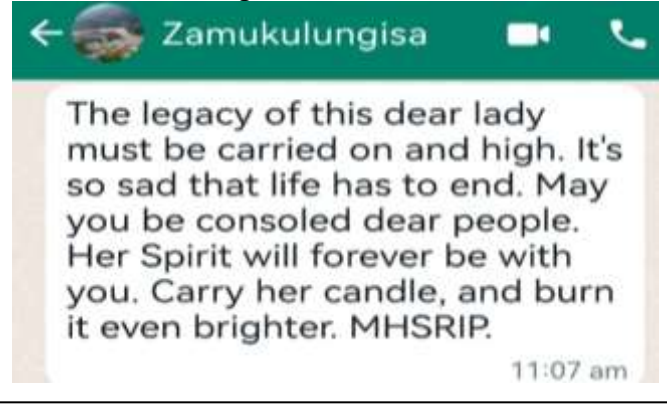 Zamukulungisa
The legacy of this dear lady
must be carried on and high. It's
so sad that life has to end. May
you be consoled dear people.
Her Spirit will forever be with
you. Carry her candle, and burn
it even brighter. MHSRIP.
11:07 am